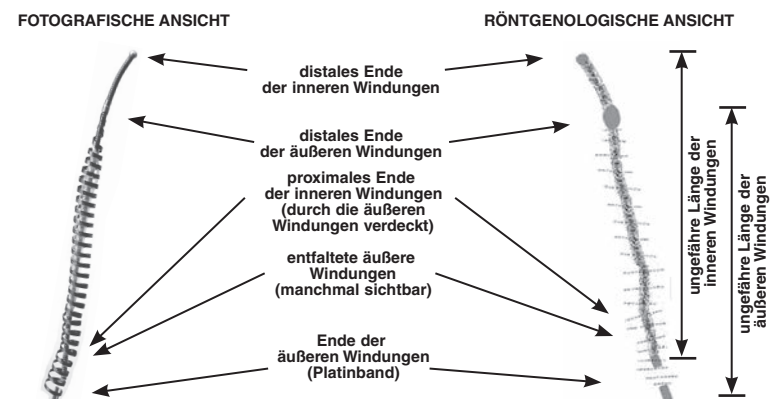 FOTOGRAFISCHE ANSICHT
RÖNTGENOLOGISCHE ANSICHT
distales Ende
der inneren Windungen
distales Ende
der äußeren Windungen
proximales Ende
der inneren Windungen
(durch die äußeren
Windungen verdeckt)
entfaltete äußere
Windungen
(manchmal sichtbar)
Ende der
äußeren Windungen
(Platinband)
ungefähre Länge der
inneren Windungen
ungefähre Länge der
äußeren Windungen